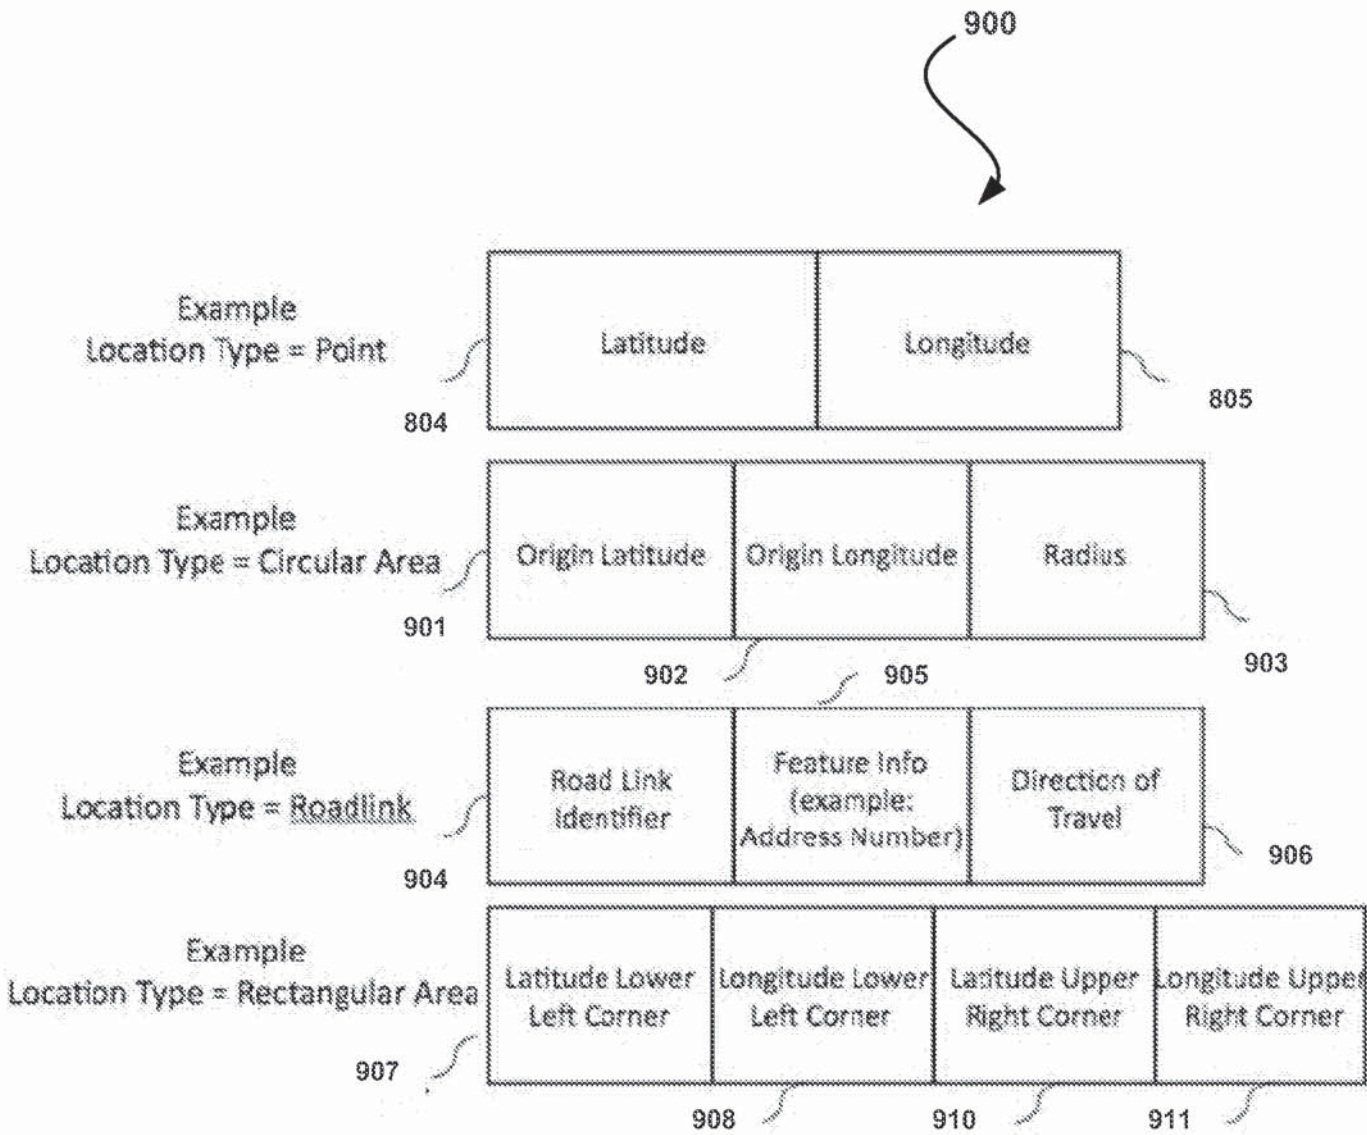 900
Example
Location Type = Point
Latitude
Longitude
804
805
Example
Location Type = Circular Area
Origin Latitude
Origin Longitude
Radius
901
902
903
905
Example
Location Type = Roadlink
Road Link
Identifier
Feature Info
(example:
Address Number)
Direction of
Travel
904
906
Example
Location Type = Rectangular Area
Latitude Lower
Left Corner
Longitude Lower
Left Corner
Latitude Upper
Right Corner
Longitude Upper
Right Corner
907
908
910
911